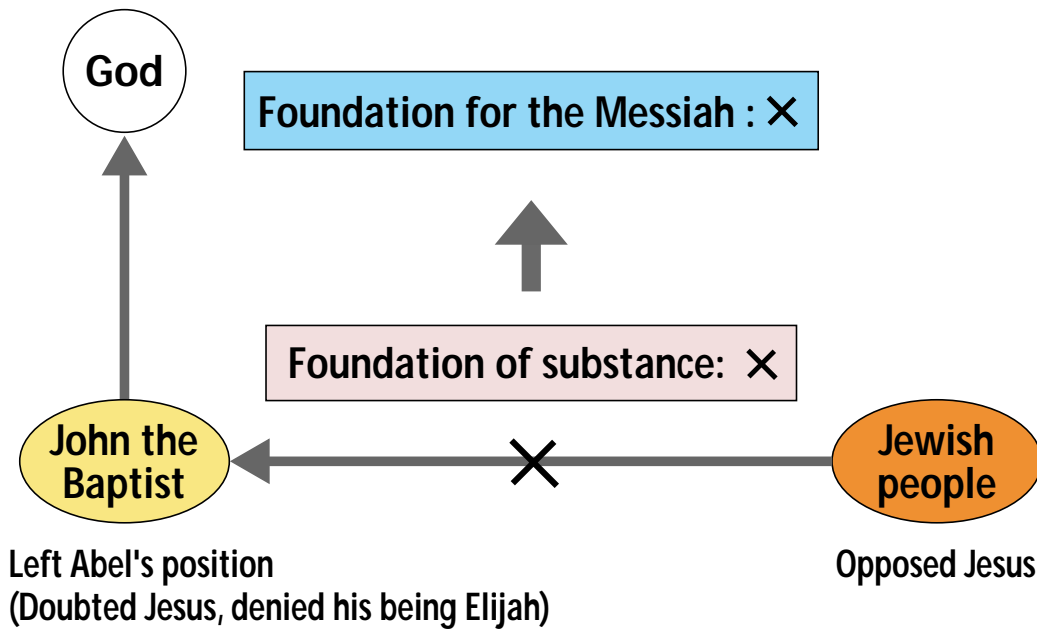 God
Foundation for the Messiah : ×
Foundation of substance: ×
John the
Baptist
Jewish
people
Left Abel's position
(Doubted Jesus, denied his being Elijah)
Opposed Jesus